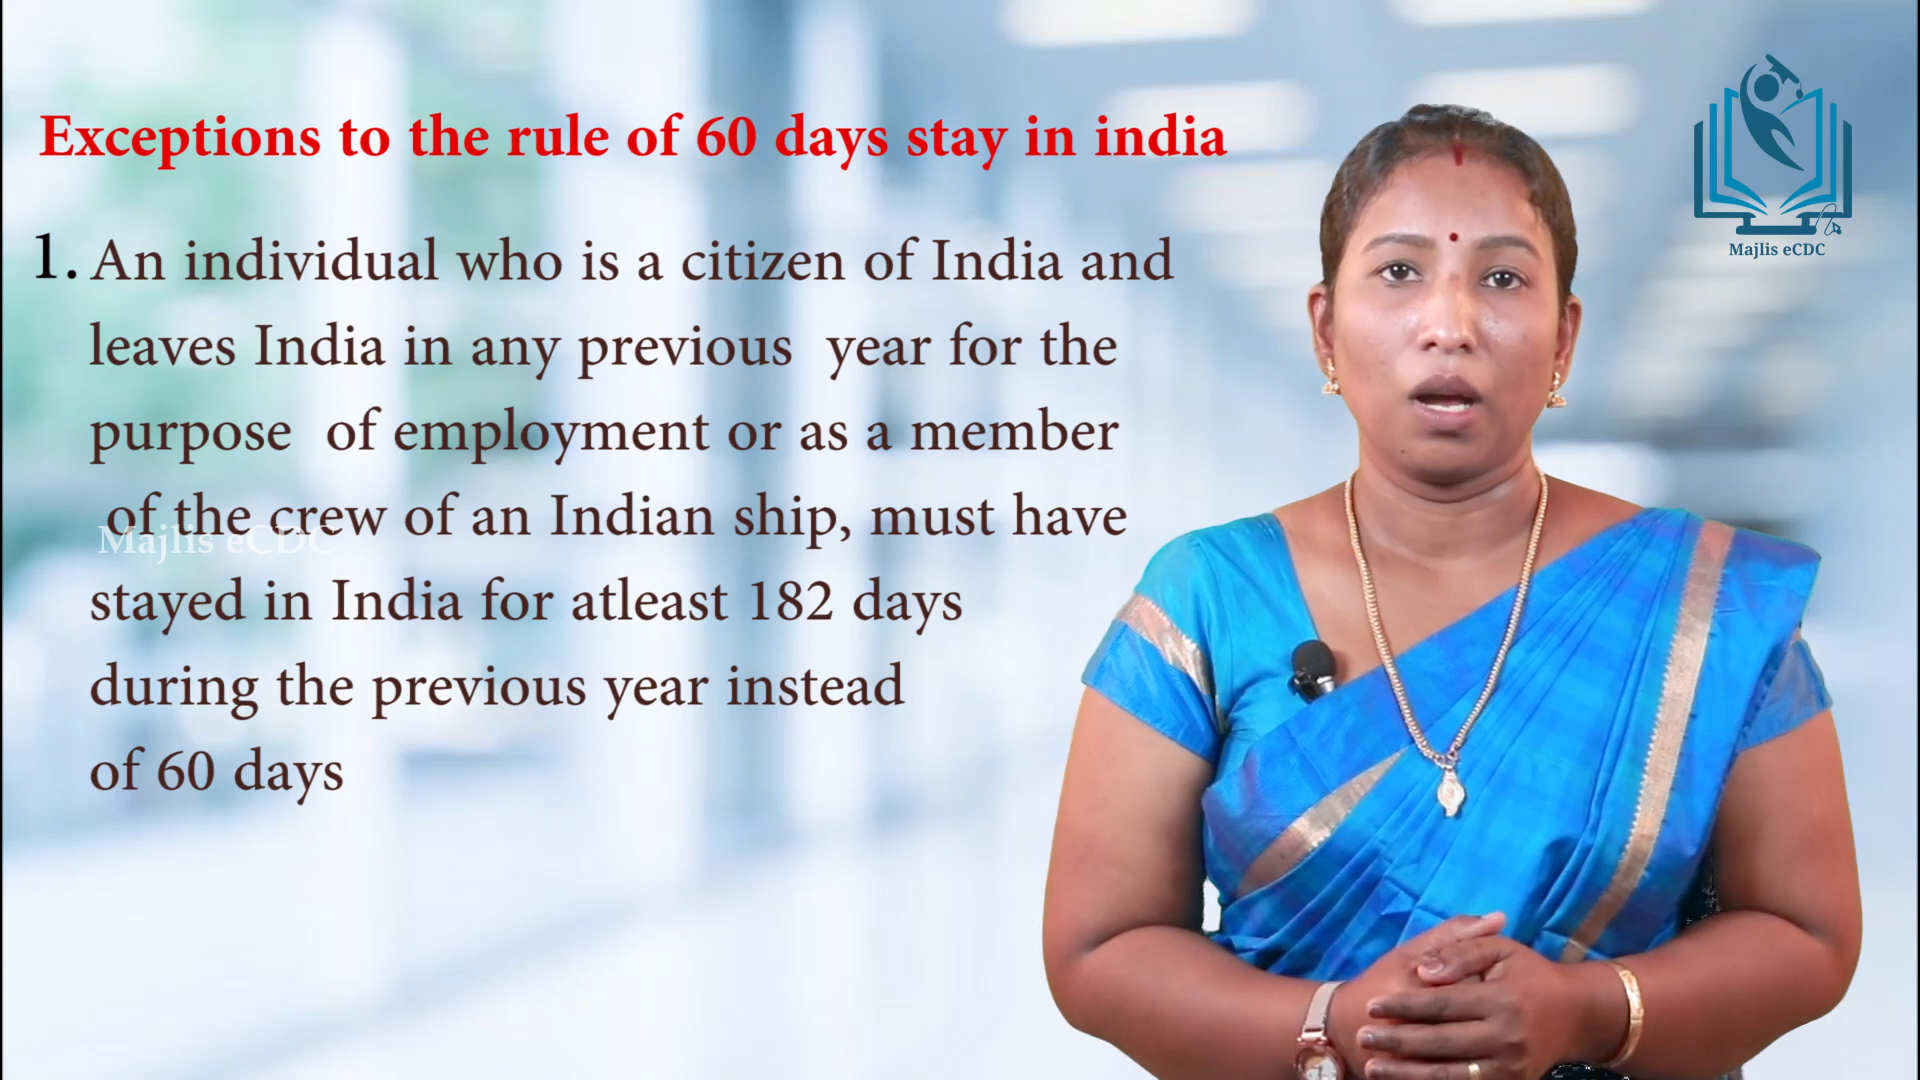 Exceptions to the rule of 60 days stay in india
1. An individual who is a citizen of India and
leaves India in any previous year for the
purpose of employment or as a member
of the crew of an Indian ship, must have
stayed in India for atleast 182 days
during the previous year instead
of 60 days
Majlis eCDC
Majlis eCDC